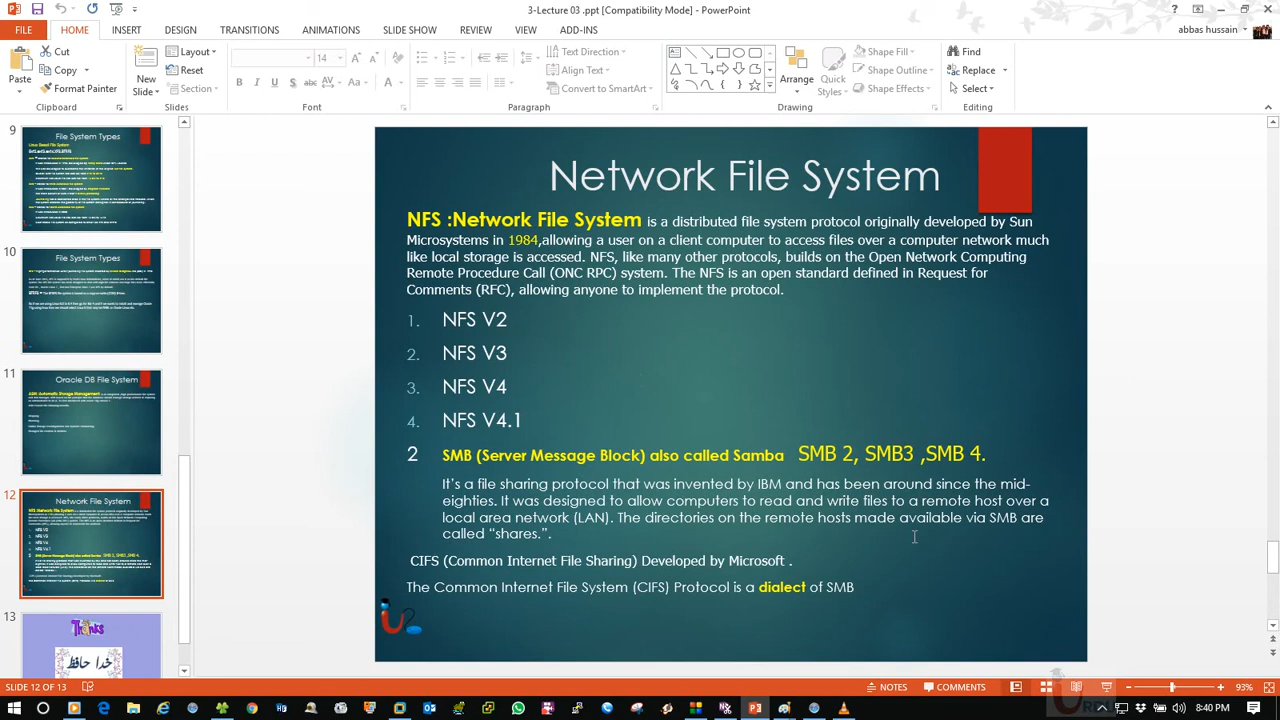 3-Lecture 03 .ppt [Compatibility Mode] - PowerPoint
FILE HOME INSERT DESIGN TRANSITIONS ANIMATIONS SLIDE SHOW REVIEW VIEW ADD-INS abbas hussain
Paste
Cut
Copy
Format Painter
Clipboard
New Slide
Layout
Reset
Section
Slides
14
Font
Text Direction
Align Text
Convert to SmartArt
Paragraph
Arrange
Quick Styles
Shape Fill
Shape Outline
Shape Effects
Drawing
Find
Replace
Select
Editing
9
File System Types
10
File System Types
11
Oracle DB File System
12
Network File System
13
Thanks
خدا حافظ
Network File System
NFS :Network File System is a distributed file system protocol originally developed by Sun
Microsystems in 1984,allowing a user on a client computer to access files over a computer network much
like local storage is accessed. NFS, like many other protocols, builds on the Open Network Computing
Remote Procedure Call (ONC RPC) system. The NFS is an open standard defined in Request for
Comments (RFC), allowing anyone to implement the protocol.
1. NFS V2
2. NFS V3
3. NFS V4
4. NFS V4.1
2 SMB (Server Message Block) also called Samba SMB 2, SMB3 ,SMB 4.
It's a file sharing protocol that was invented by IBM and has been around since the mid-
eighties. It was designed to allow computers to read and write files to a remote host over a
local area network (LAN). The directories on the remote hosts made available via SMB are
called “shares.”.
CIFS (Common Internet File Sharing) Developed by Microsoft .
The Common Internet File System (CIFS) Protocol is a dialect of SMB
SLIDE 12 OF 13
NOTES COMMENTS 93%
8:40 PM